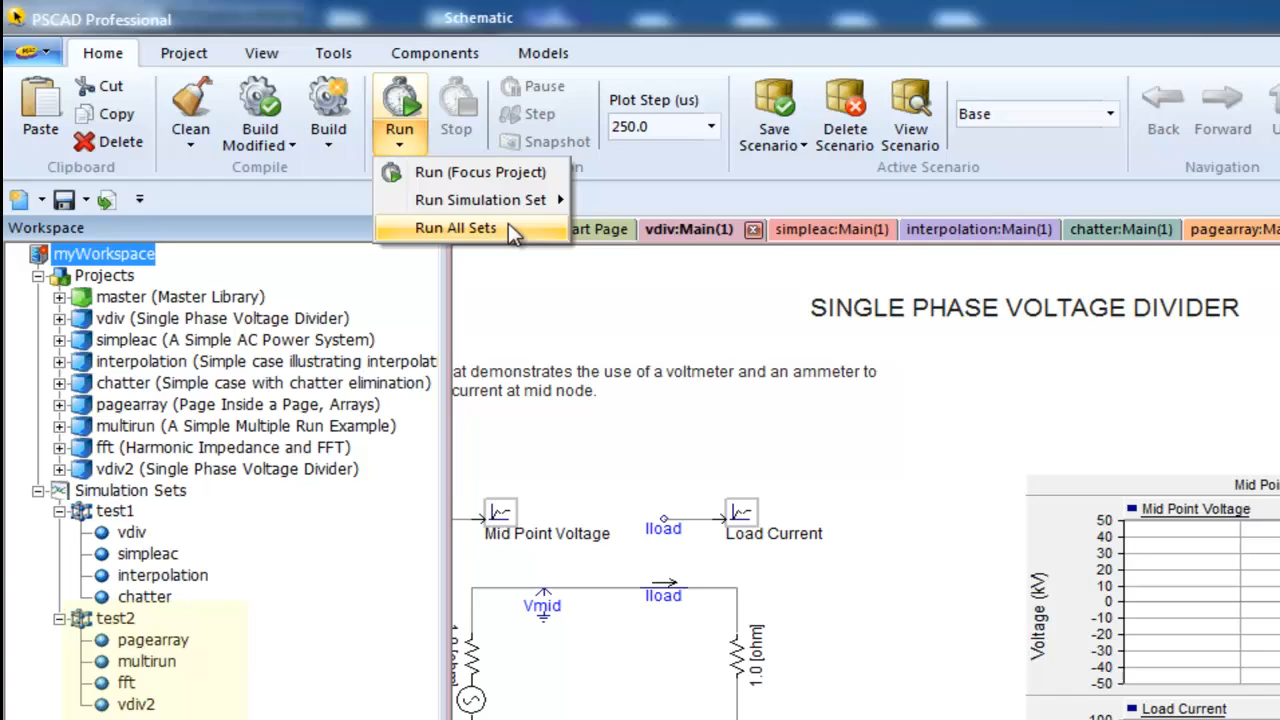 PSCAD Professional
Schematic
Home Project View Tools Components Models
Paste
Cut
Copy
Delete
Clipboard
Clean
Build
Modified
Build
Compile
Run
Stop
Pause
Step
Snapshot
Plot Step (us)
250.0
Save
Scenario
Delete
Scenario
View
Scenario
Base
Active Scenario
Back
Forward
Navigation
Run (Focus Project)
Run Simulation Set
Run All Sets
Workspace
art Page
vdiv:Main(1)
simpleac:Main(1)
interpolation:Main(1)
chatter:Main(1)
pagearray:Ma
myWorkspace
Projects
master (Master Library)
vdiv (Single Phase Voltage Divider)
simpleac (A Simple AC Power System)
interpolation (Simple case illustrating interpolat
chatter (Simple case with chatter elimination)
pagearray (Page Inside a Page, Arrays)
multirun (A Simple Multiple Run Example)
fft (Harmonic Impedance and FFT)
vdiv2 (Single Phase Voltage Divider)
Simulation Sets
test1
vdiv
simpleac
interpolation
chatter
test2
pagearray
multirun
fft
vdiv2
SINGLE PHASE VOLTAGE DIVIDER
at demonstrates the use of a voltmeter and an ammeter to
current at mid node.
Mid Point Voltage
Iload
Load Current
Vmid
Iload
1.0 [ohm]
1.0 [ohm]
Mid Poi
Mid Point Voltage
Voltage (kV)
50
40
30
20
10
0
-10
-20
-30
-40
-50
Load Current
100